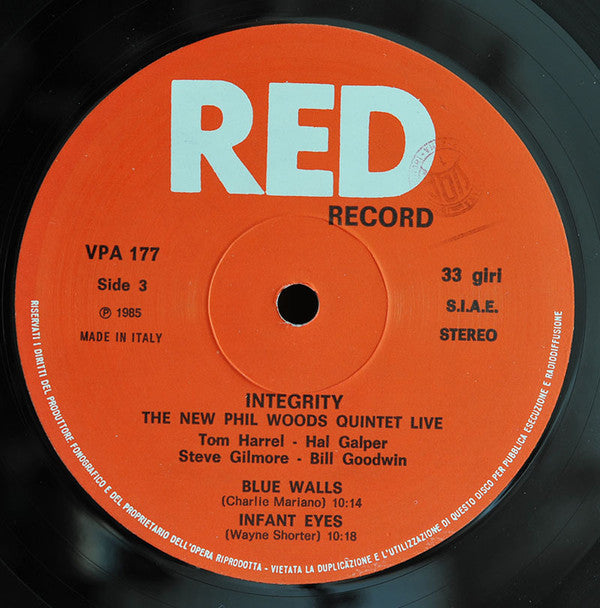 RED
RECORD
VPA 177
Side 3
℗ 1985
MADE IN ITALY
33 giri
S.I.A.E.
STEREO
INTEGRITY
THE NEW PHIL WOODS QUINTET LIVE
Tom Harrel - Hal Galper
Steve Gilmore - Bill Goodwin
BLUE WALLS
(Charlie Mariano) 10:14
INFANT EYES
(Wayne Shorter) 10:18
RISERVATI I DIRITTI DEL PRODUTTORE FONOGRAFICO E DEL PROPRIETARIO DELL'OPERA RIPRODOTTA - VIETATA LA DUPLICAZIONE E L'UTILIZZAZIONE DI QUESTO DISCO PER PUBBLICA ESECUZIONE E RADIODIFFUSIONE